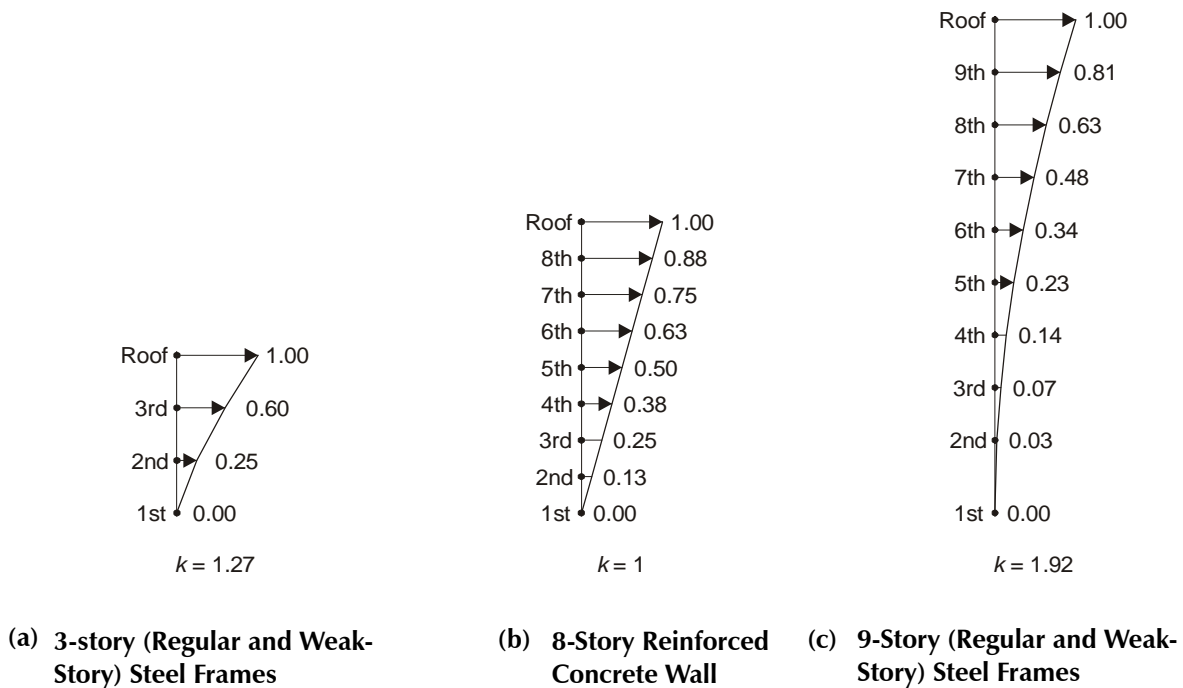 Roof 1.00
3rd 0.60
2nd 0.25
1st 0.00
k = 1.27
(a) 3-story (Regular and Weak-
Story) Steel Frames
Roof 1.00
8th 0.88
7th 0.75
6th 0.63
5th 0.50
4th 0.38
3rd 0.25
2nd 0.13
1st 0.00
k = 1
(b) 8-Story Reinforced
Concrete Wall
Roof 1.00
9th 0.81
8th 0.63
7th 0.48
6th 0.34
5th 0.23
4th 0.14
3rd 0.07
2nd 0.03
1st 0.00
k = 1.92
(c) 9-Story (Regular and Weak-
Story) Steel Frames